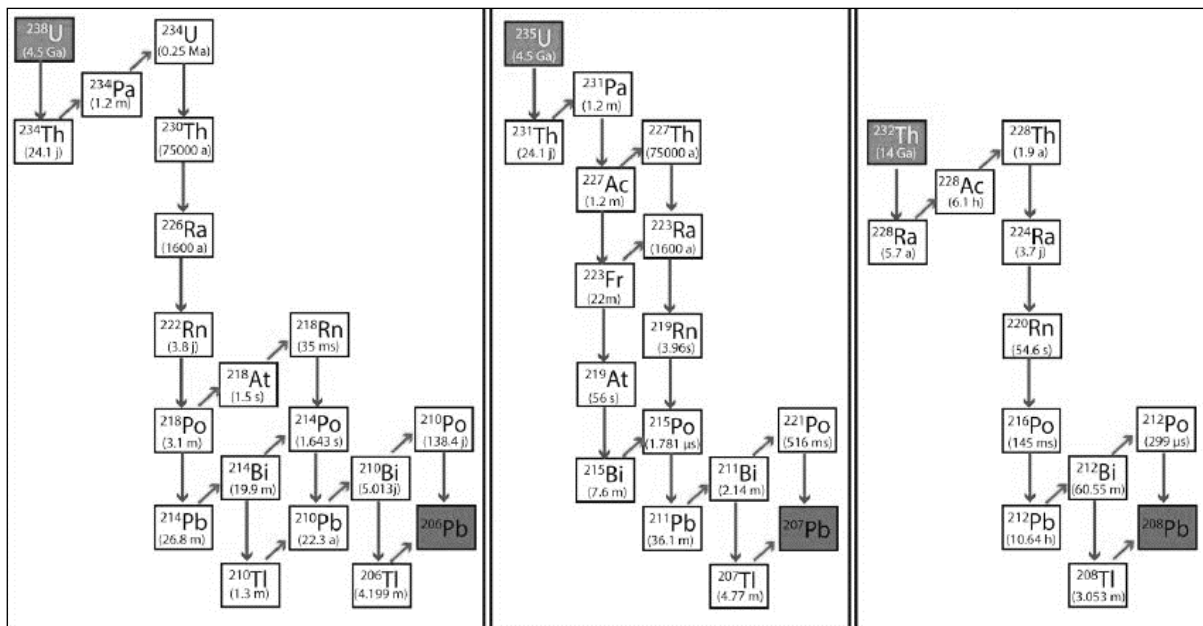 238U
(4.5 Ga)
234U
(0.25 Ma)
234Pa
(1.2 m)
234Th
(24.1 j)
230Th
(75000 a)
226Ra
(1600 a)
222Rn
(3.8 j)
218Rn
(35 ms)
218At
(1.5 s)
218Po
(3.1 m)
214Po
(1,643 s)
210Po
(138.4 j)
214Bi
(19.9 m)
210Bi
(5.013j)
214Pb
(26.8 m)
210Pb
(22.3 a)
206Pb
210Tl
(1.3 m)
206Tl
(4.199 m)
235U
(4.5 Ga)
231Pa
(1.2 m)
231Th
(24.1 j)
227Th
(75000 a)
227Ac
(1.2 m)
223Ra
(1600 a)
223Fr
(22m)
219Rn
(3.96s)
219At
(56 s)
215Po
(1.781 µs)
221Po
(516 ms)
215Bi
(7.6 m)
211Bi
(2.14 m)
211Pb
(36.1 m)
207Pb
207Tl
(4.77 m)
232Th
(14 Ga)
228Th
(1.9 a)
228Ac
(6.1 h)
228Ra
(5.7 a)
224Ra
(3.7 j)
220Rn
(54.6 s)
216Po
(145 ms)
212Po
(299 µs)
212Bi
(60.55 m)
212Pb
(10.64 h)
208Pb
208Tl
(3.053 m)